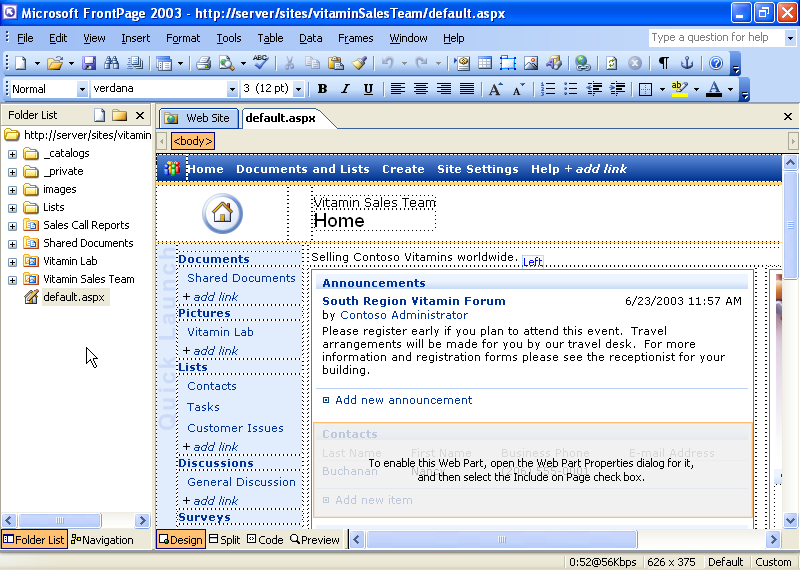 Microsoft FrontPage 2003 - http://server/sites/vitaminSalesTeam/default.aspx
File Edit View Insert Format Tools Table Data Frames Window Help Type a question for help
Normal verdana 3 (12 pt) B I U A A ab A
Folder List
Web Site default.aspx
http://server/sites/vitamin
<body>
_catalogs
_private
images
Lists
Sales Call Reports
Shared Documents
Vitamin Lab
Vitamin Sales Team
default.aspx
Home Documents and Lists Create Site Settings Help + add link
Vitamin Sales Team
Home
Quick Launch
Documents
Shared Documents
+ add link
Pictures
Vitamin Lab
+ add link
Lists
Contacts
Tasks
Customer Issues
+ add link
Discussions
General Discussion
+ add link
Surveys
Selling Contoso Vitamins worldwide. Left
Announcements
South Region Vitamin Forum 6/23/2003 11:57 AM
by Contoso Administrator
Please register early if you plan to attend this event. Travel
arrangements will be made for you by our travel desk. For more
information and registration forms please see the receptionist for your
building.
Add new announcement
Contacts
Last Name First Name Business Phone E-mail Address
Buchanan Nancy (206) 555-0001
To enable this Web Part, open the Web Part Properties dialog for it,
and then select the Include on Page check box.
Add new item
Folder List Navigation Design Split Code Preview
0:52@56Kbps 626 x 375 Default Custom